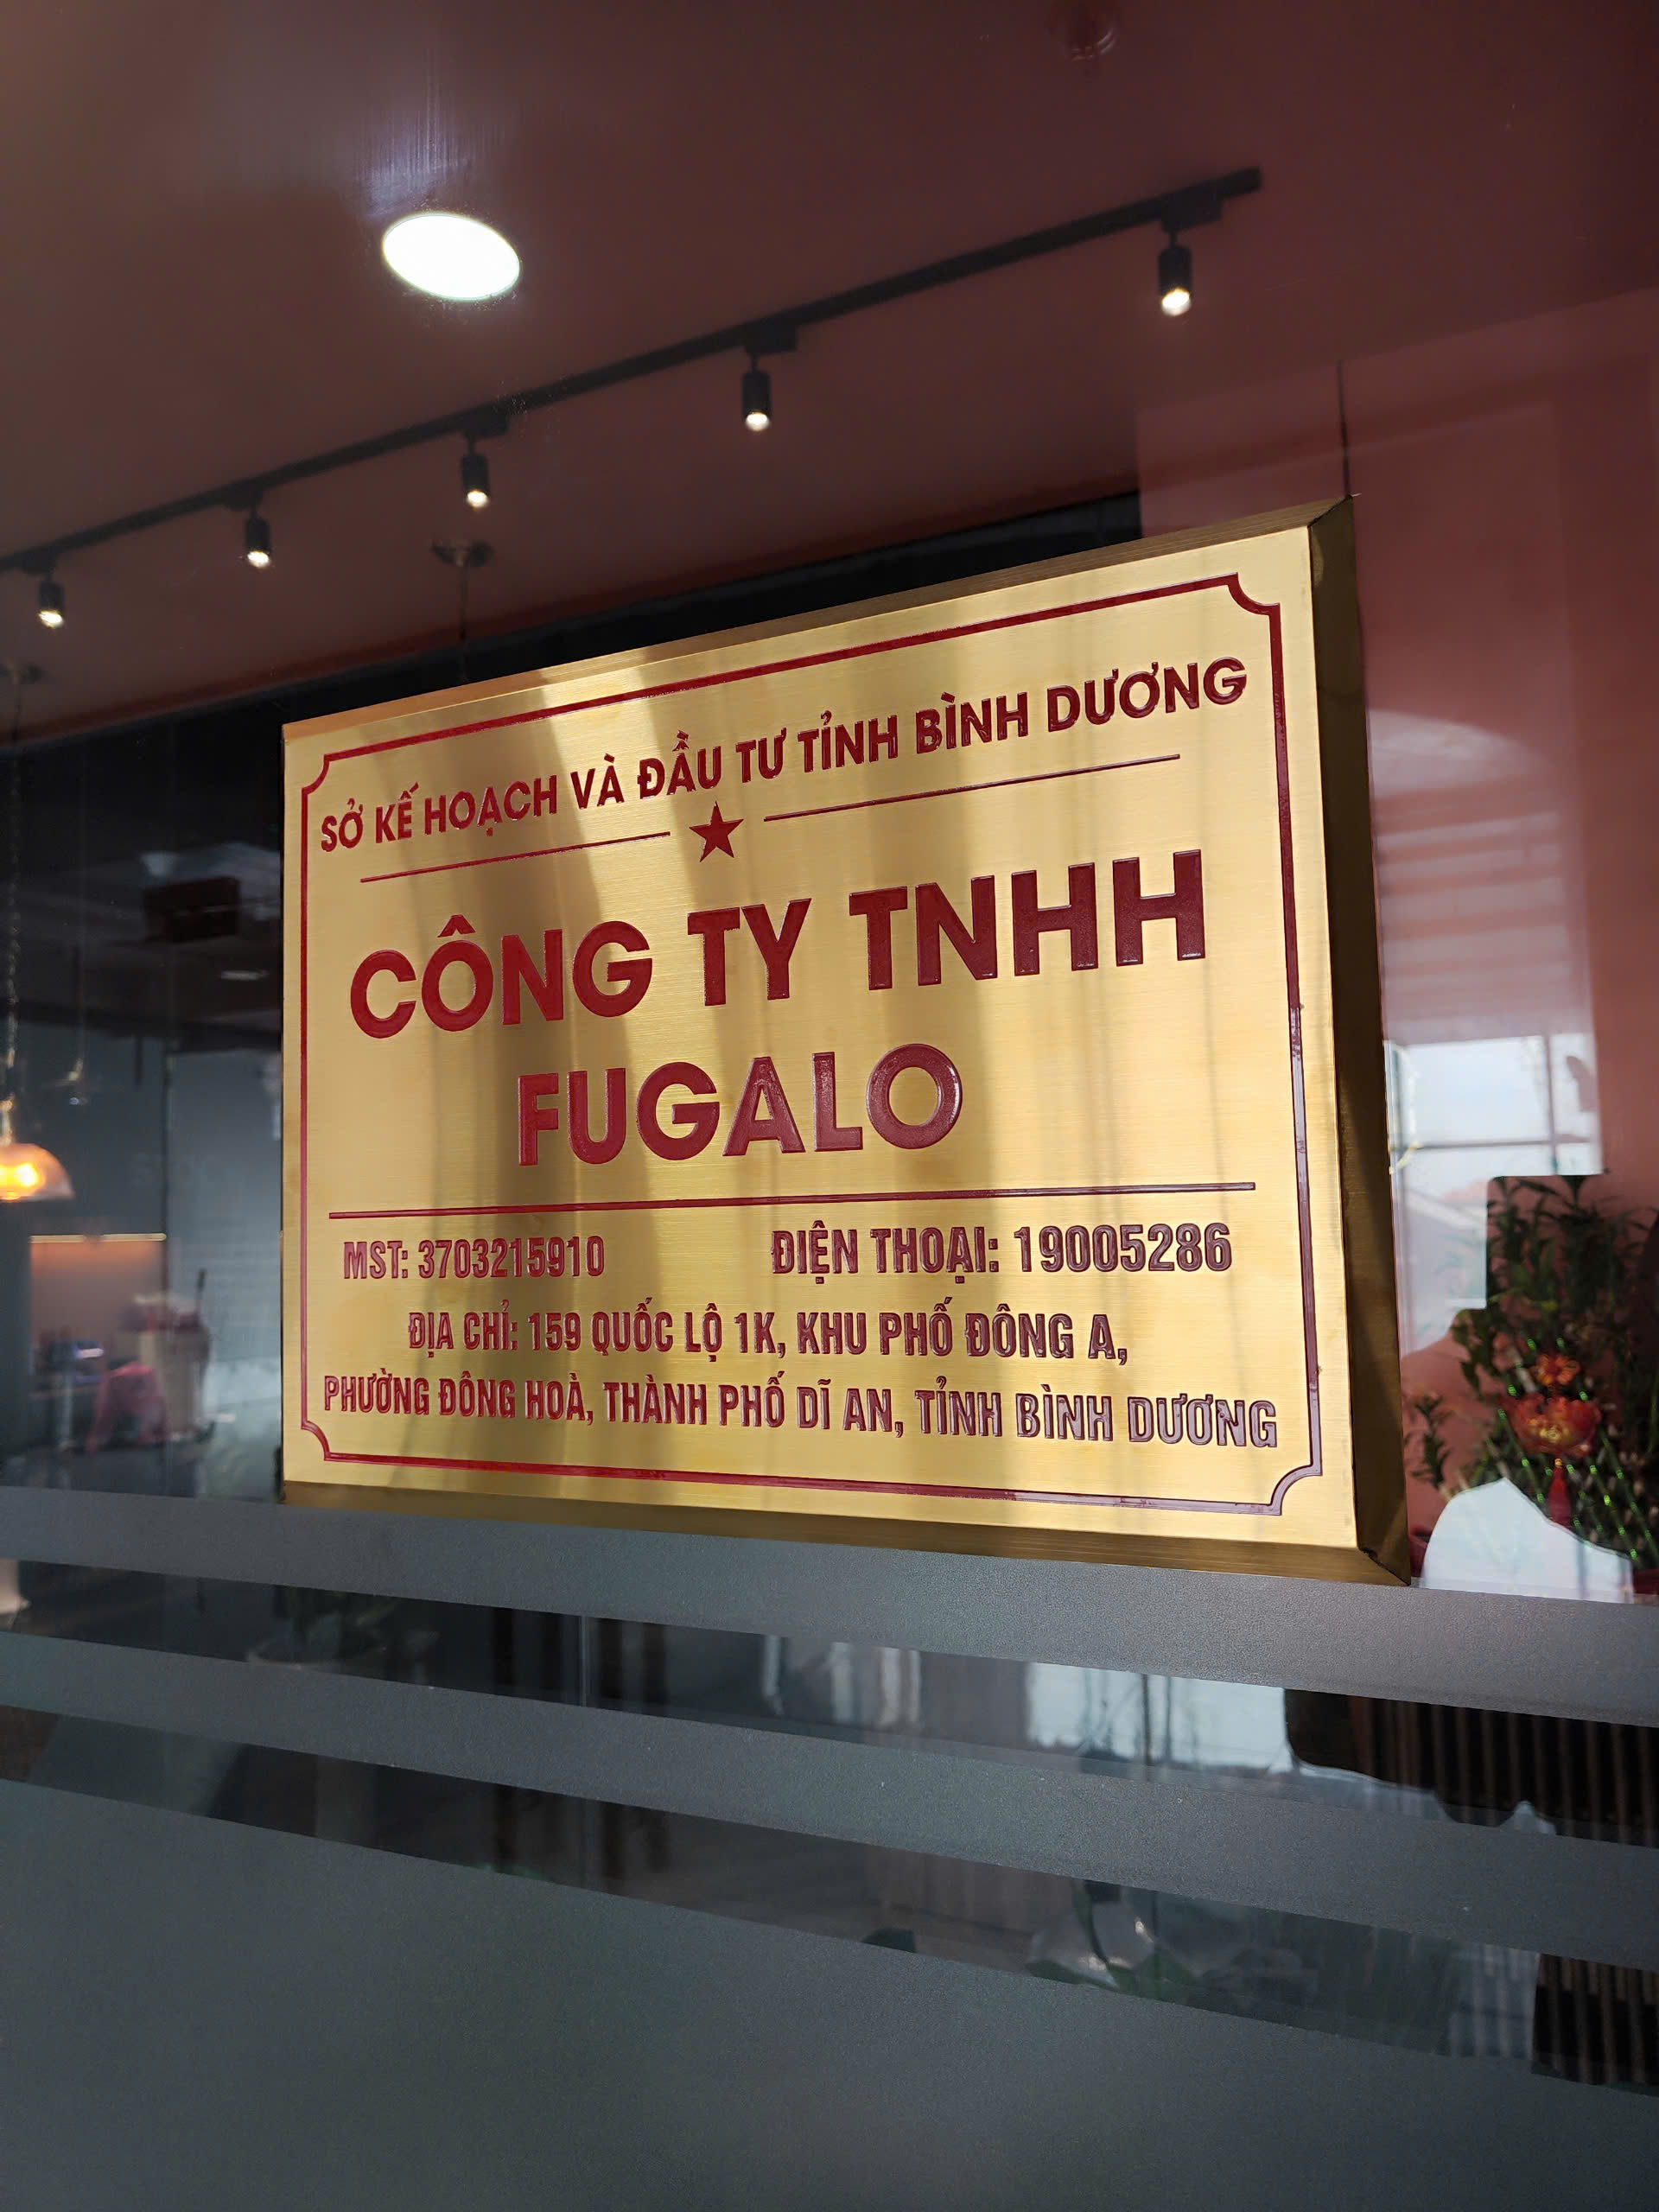 SỞ KẾ HOẠCH VÀ ĐẦU TƯ TỈNH BÌNH DƯƠNG
CÔNG TY TNHH
FUGALO
MST: 3703215910 ĐIỆN THOẠI: 19005286
ĐỊA CHỈ: 159 QUỐC LỘ 1K, KHU PHỐ ĐÔNG A,
PHƯỜNG ĐÔNG HOÀ, THÀNH PHỐ DĨ AN, TỈNH BÌNH DƯƠNG